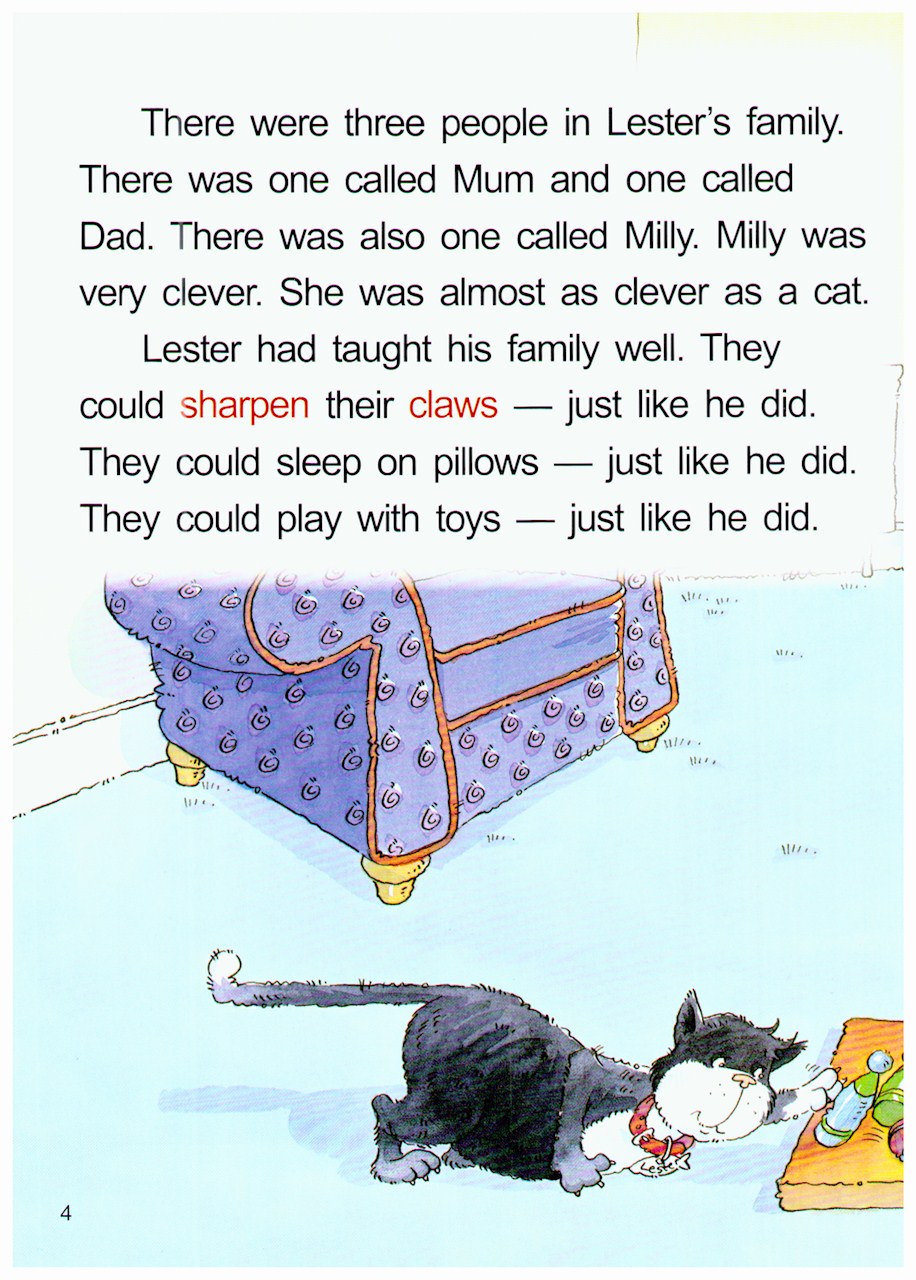 There were three people in Lester's family.
There was one called Mum and one called
Dad. There was also one called Milly. Milly was
very clever. She was almost as clever as a cat.
Lester had taught his family well. They
could sharpen their claws — just like he did.
They could sleep on pillows — just like he did.
They could play with toys — just like he did.
Lester
4